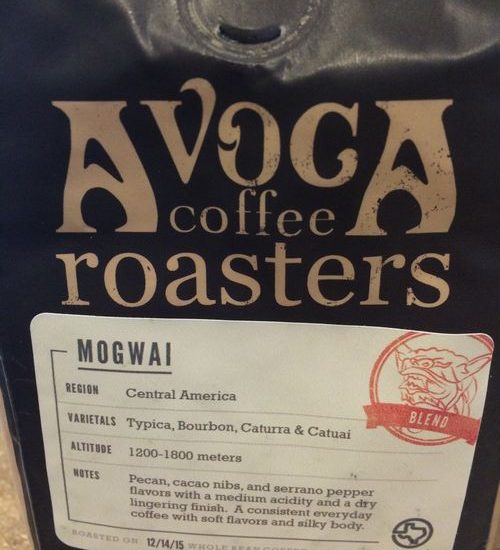 AVOCA
coffee
roasters
MOGWAI
BLEND
REGION Central America
VARIETALS Typica, Bourbon, Caturra & Catuai
ALTITUDE 1200-1800 meters
NOTES Pecan, cacao nibs, and serrano pepper
flavors with a medium acidity and a dry
lingering finish. A consistent everyday
coffee with soft flavors and silky body.
ROASTED ON 12/14/15 WHOLE BEAN COFFEE